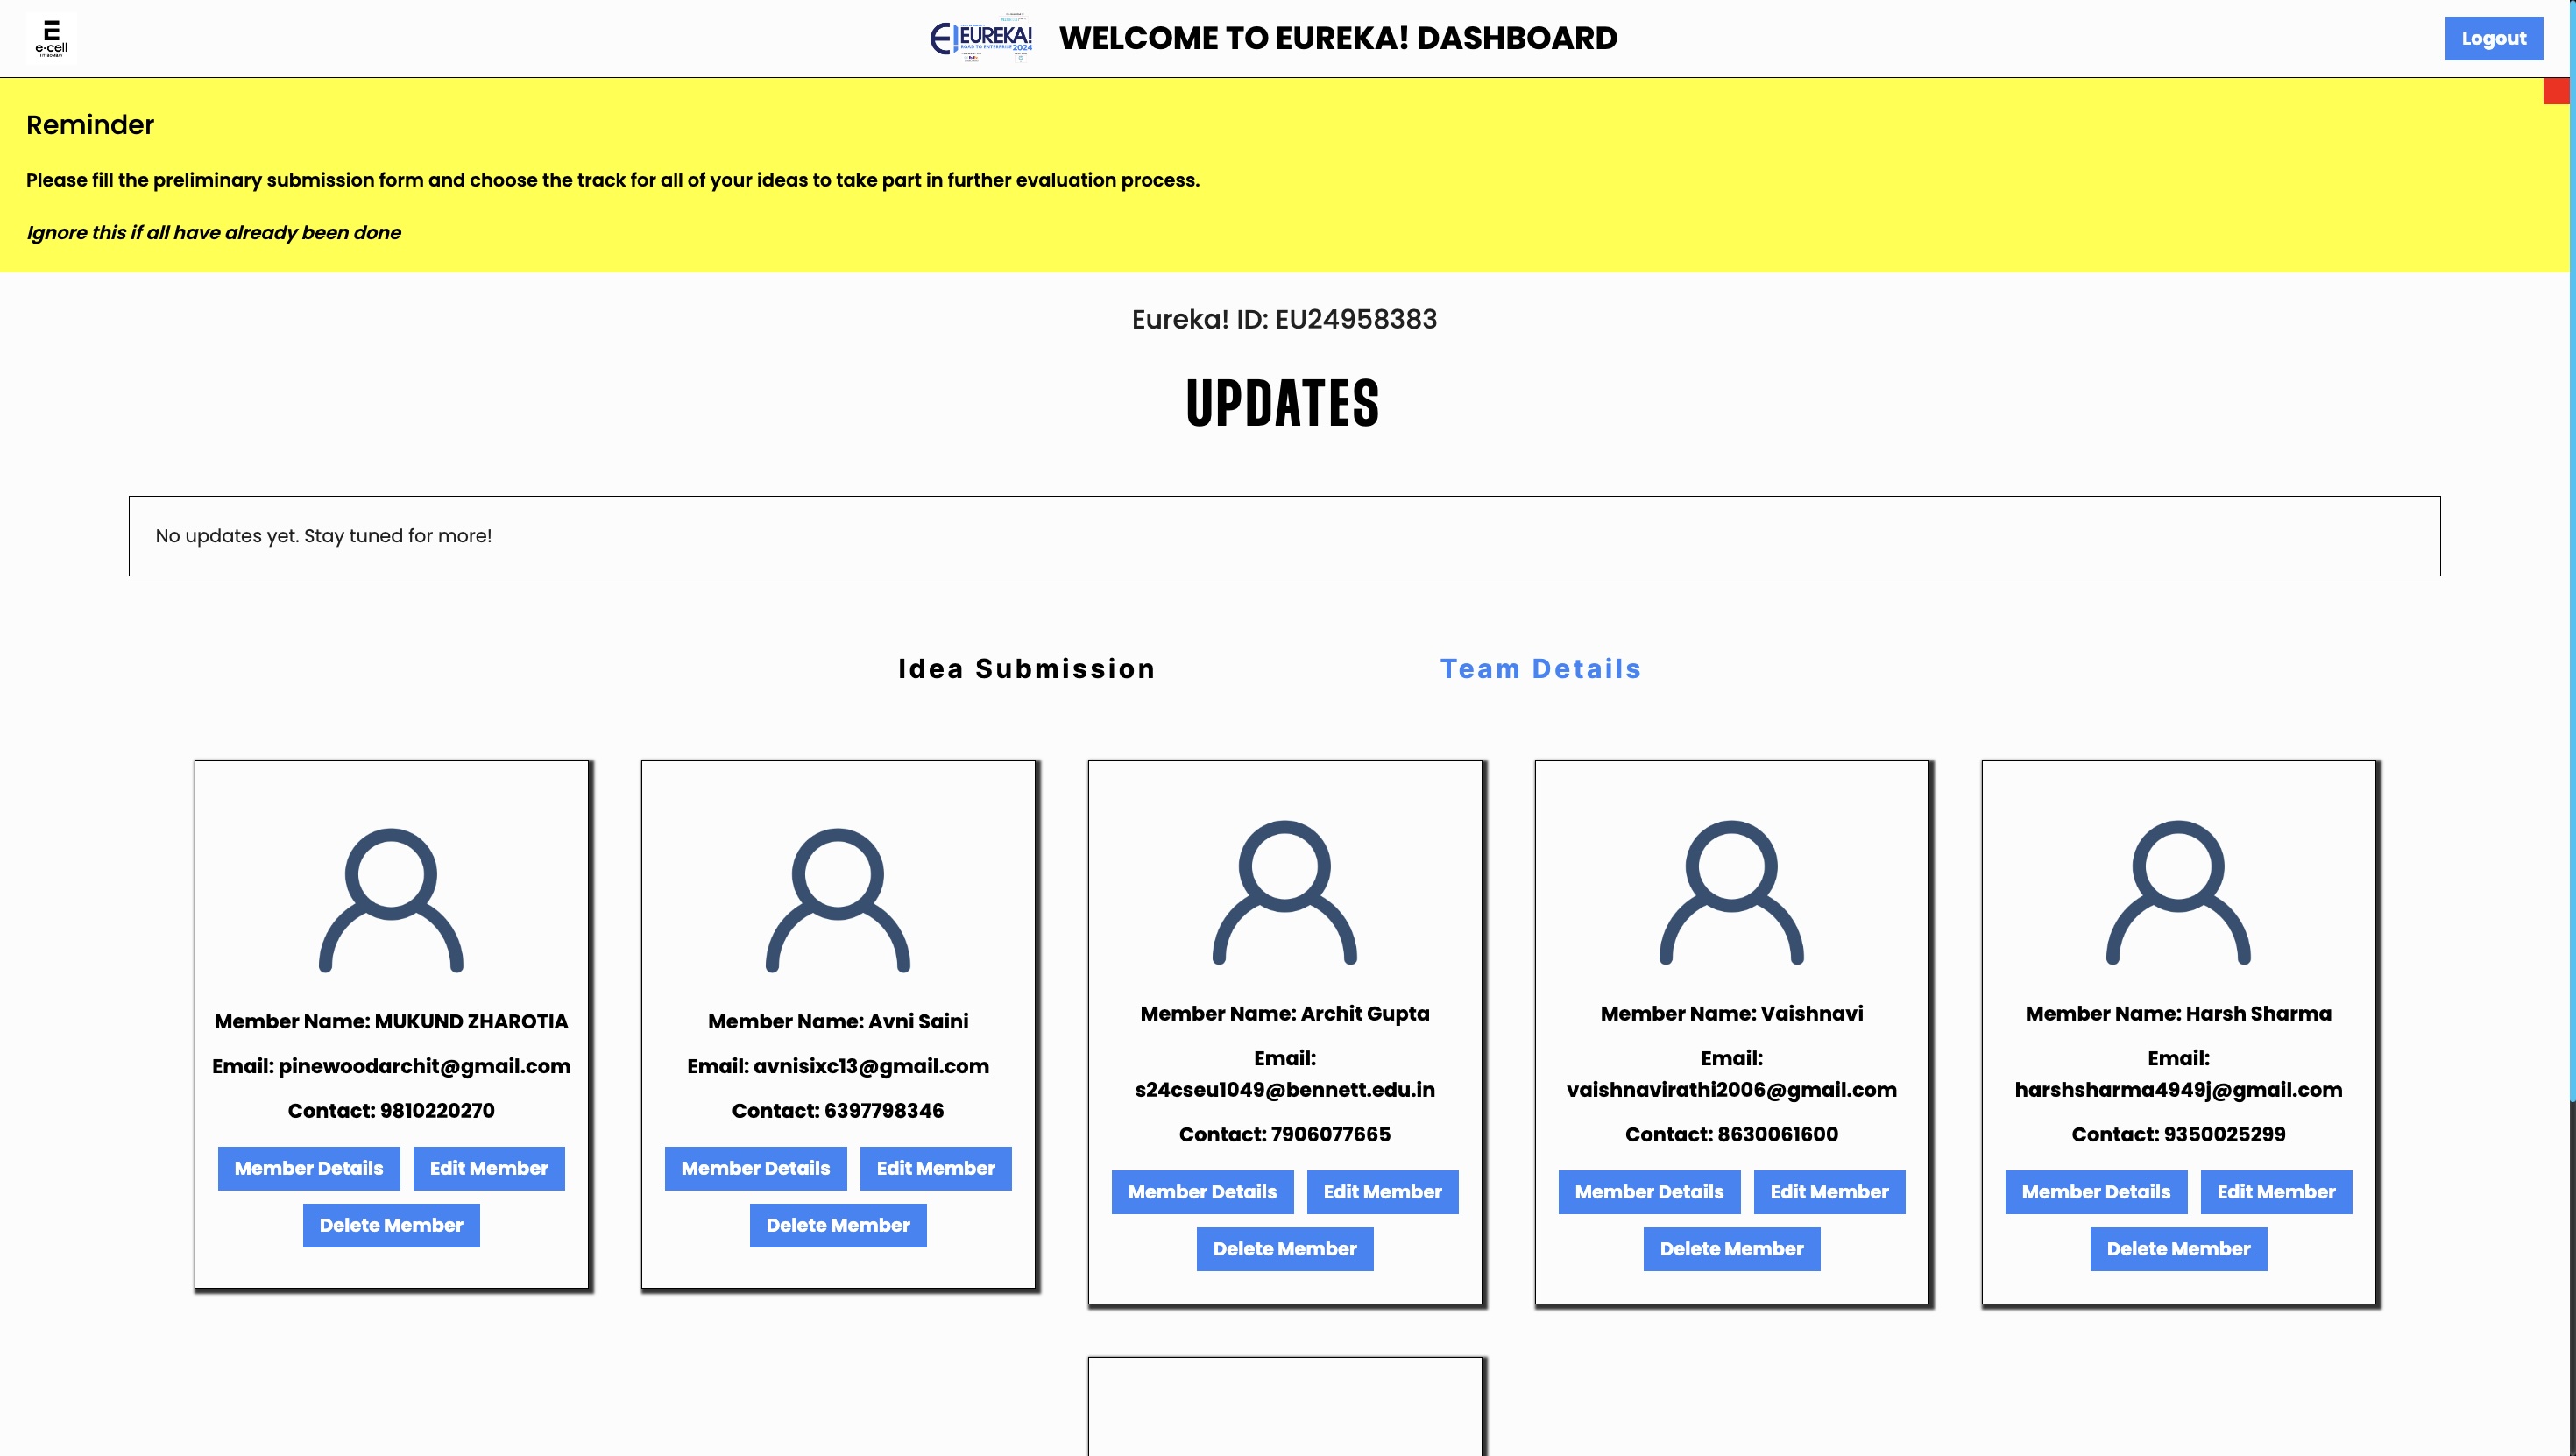 e-cell
IIT BOMBAY
EUREKA!
ROAD TO ENTERPRISE 2024
WELCOME TO EUREKA! DASHBOARD
Logout
Reminder
Please fill the preliminary submission form and choose the track for all of your ideas to take part in further evaluation process.
Ignore this if all have already been done
Eureka! ID: EU24958383
UPDATES
No updates yet. Stay tuned for more!
Idea Submission
Team Details
Member Name: MUKUND ZHAROTIA
Email: pinewoodarchit@gmail.com
Contact: 9810220270
Member Details
Edit Member
Delete Member
Member Name: Avni Saini
Email: avnisixc13@gmail.com
Contact: 6397798346
Member Details
Edit Member
Delete Member
Member Name: Archit Gupta
Email:
s24cseu1049@bennett.edu.in
Contact: 7906077665
Member Details
Edit Member
Delete Member
Member Name: Vaishnavi
Email:
vaishnavirathi2006@gmail.com
Contact: 8630061600
Member Details
Edit Member
Delete Member
Member Name: Harsh Sharma
Email:
harshsharma4949j@gmail.com
Contact: 9350025299
Member Details
Edit Member
Delete Member